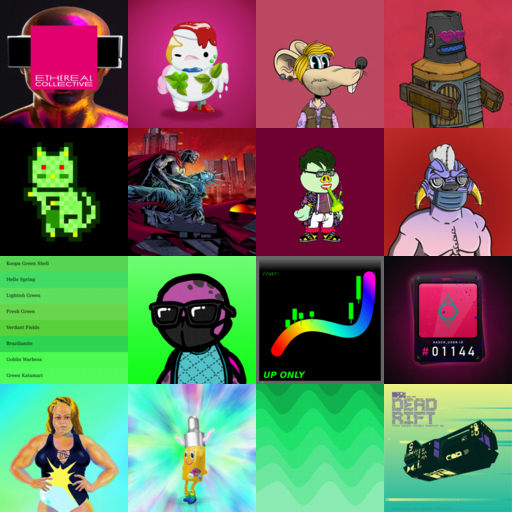 ETHEREAL
COLLECTIVE
Koopa Green Shell
Hello Spring
Lightish Green
Fresh Green
Verdant Fields
Brazilianite
Goblin Warboss
Green Katamari
UP ONLY
#01144
DEAD
RIFT